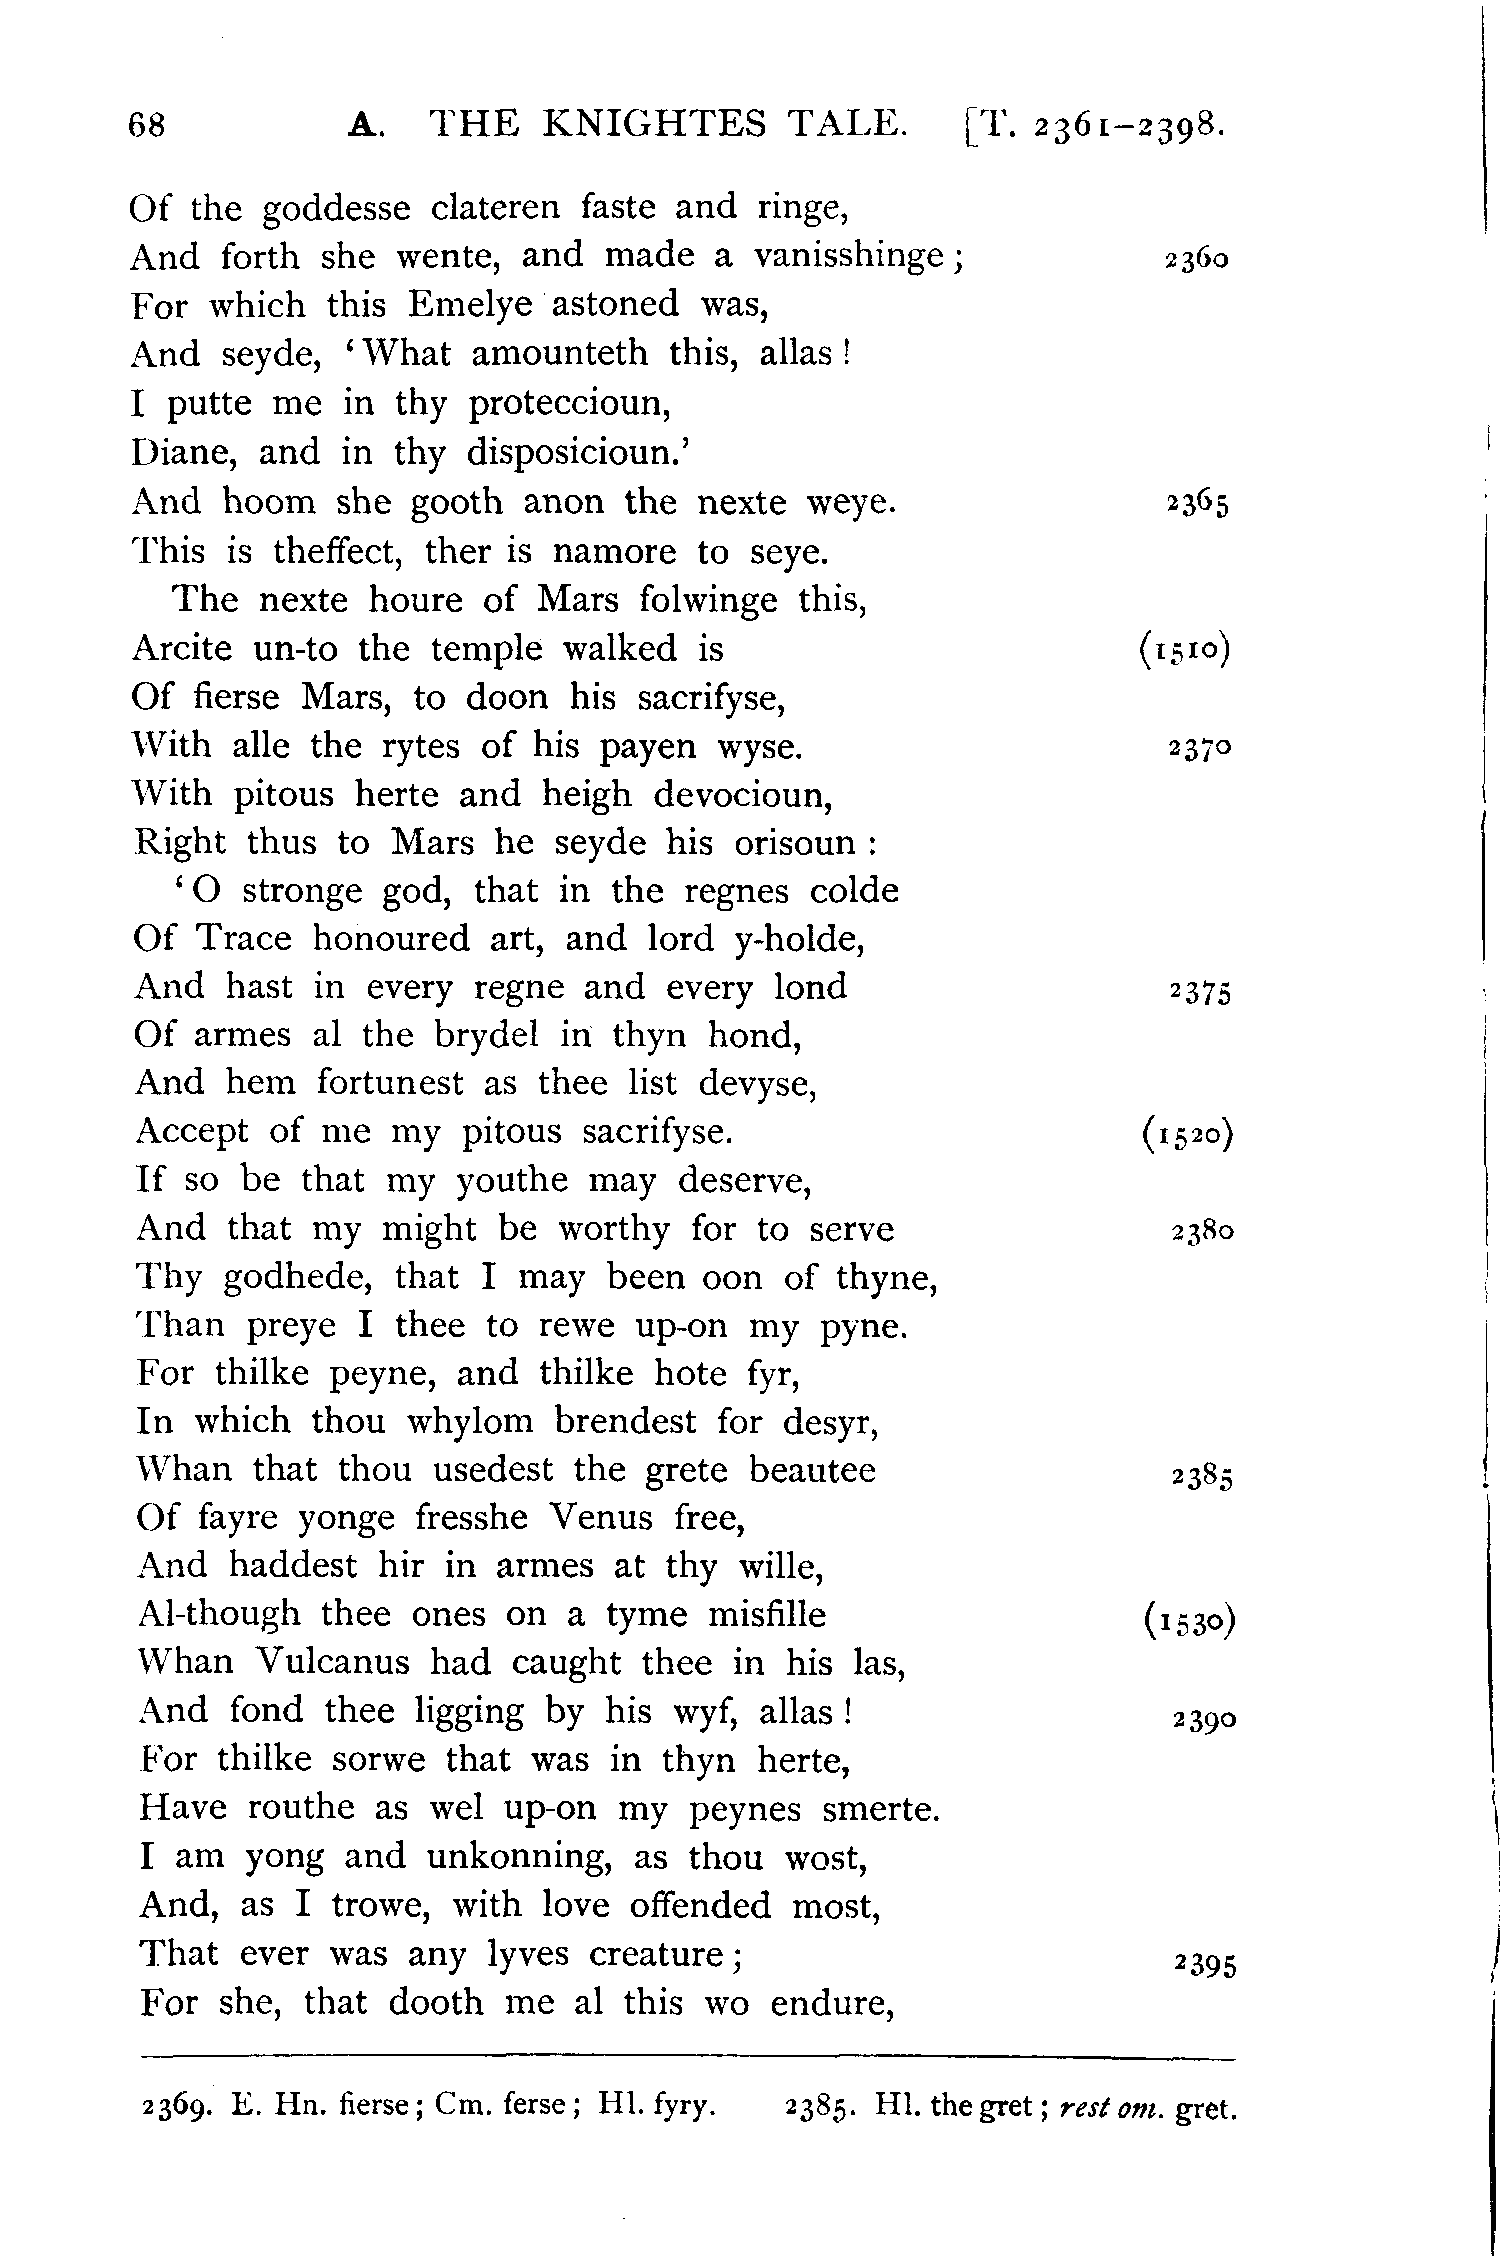 68 A. THE KNIGHTES TALE. [T. 2361-2398.
Of the goddesse clateren faste and ringe,
And forth she wente, and made a vanisshinge ; 2360
For which this Emelye astoned was,
And seyde, ‘What amounteth this, allas !
I putte me in thy proteccioun,
Diane, and in thy disposicioun.’
And hoom she gooth anon the nexte weye. 2365
This is theffect, ther is namore to seye.
The nexte houre of Mars folwinge this,
Arcite un-to the temple walked is (1510)
Of fierse Mars, to doon his sacrifyse,
With alle the rytes of his payen wyse. 2370
With pitous herte and heigh devocioun,
Right thus to Mars he seyde his orisoun :
‘O stronge god, that in the regnes colde
Of Trace honoured art, and lord y-holde,
And hast in every regne and every lond 2375
Of armes al the brydel in thyn hond,
And hem fortunest as thee list devyse,
Accept of me my pitous sacrifyse. (1520)
If so be that my youthe may deserve,
And that my might be worthy for to serve 2380
Thy godhede, that I may been oon of thyne,
Than preye I thee to rewe up-on my pyne.
For thilke peyne, and thilke hote fyr,
In which thou whylom brendest for desyr,
Whan that thou usedest the grete beautee 2385
Of fayre yonge fresshe Venus free,
And haddest hir in armes at thy wille,
Al-though thee ones on a tyme misfille (1530)
Whan Vulcanus had caught thee in his las,
And fond thee ligging by his wyf, allas ! 2390
For thilke sorwe that was in thyn herte,
Have routhe as wel up-on my peynes smerte.
I am yong and unkonning, as thou wost,
And, as I trowe, with love offended most,
That ever was any lyves creature ; 2395
For she, that dooth me al this wo endure,
2369. E. Hn. fierse; Cm. ferse; Hl. fyry. 2385. Hl. the gret; rest om. gret.